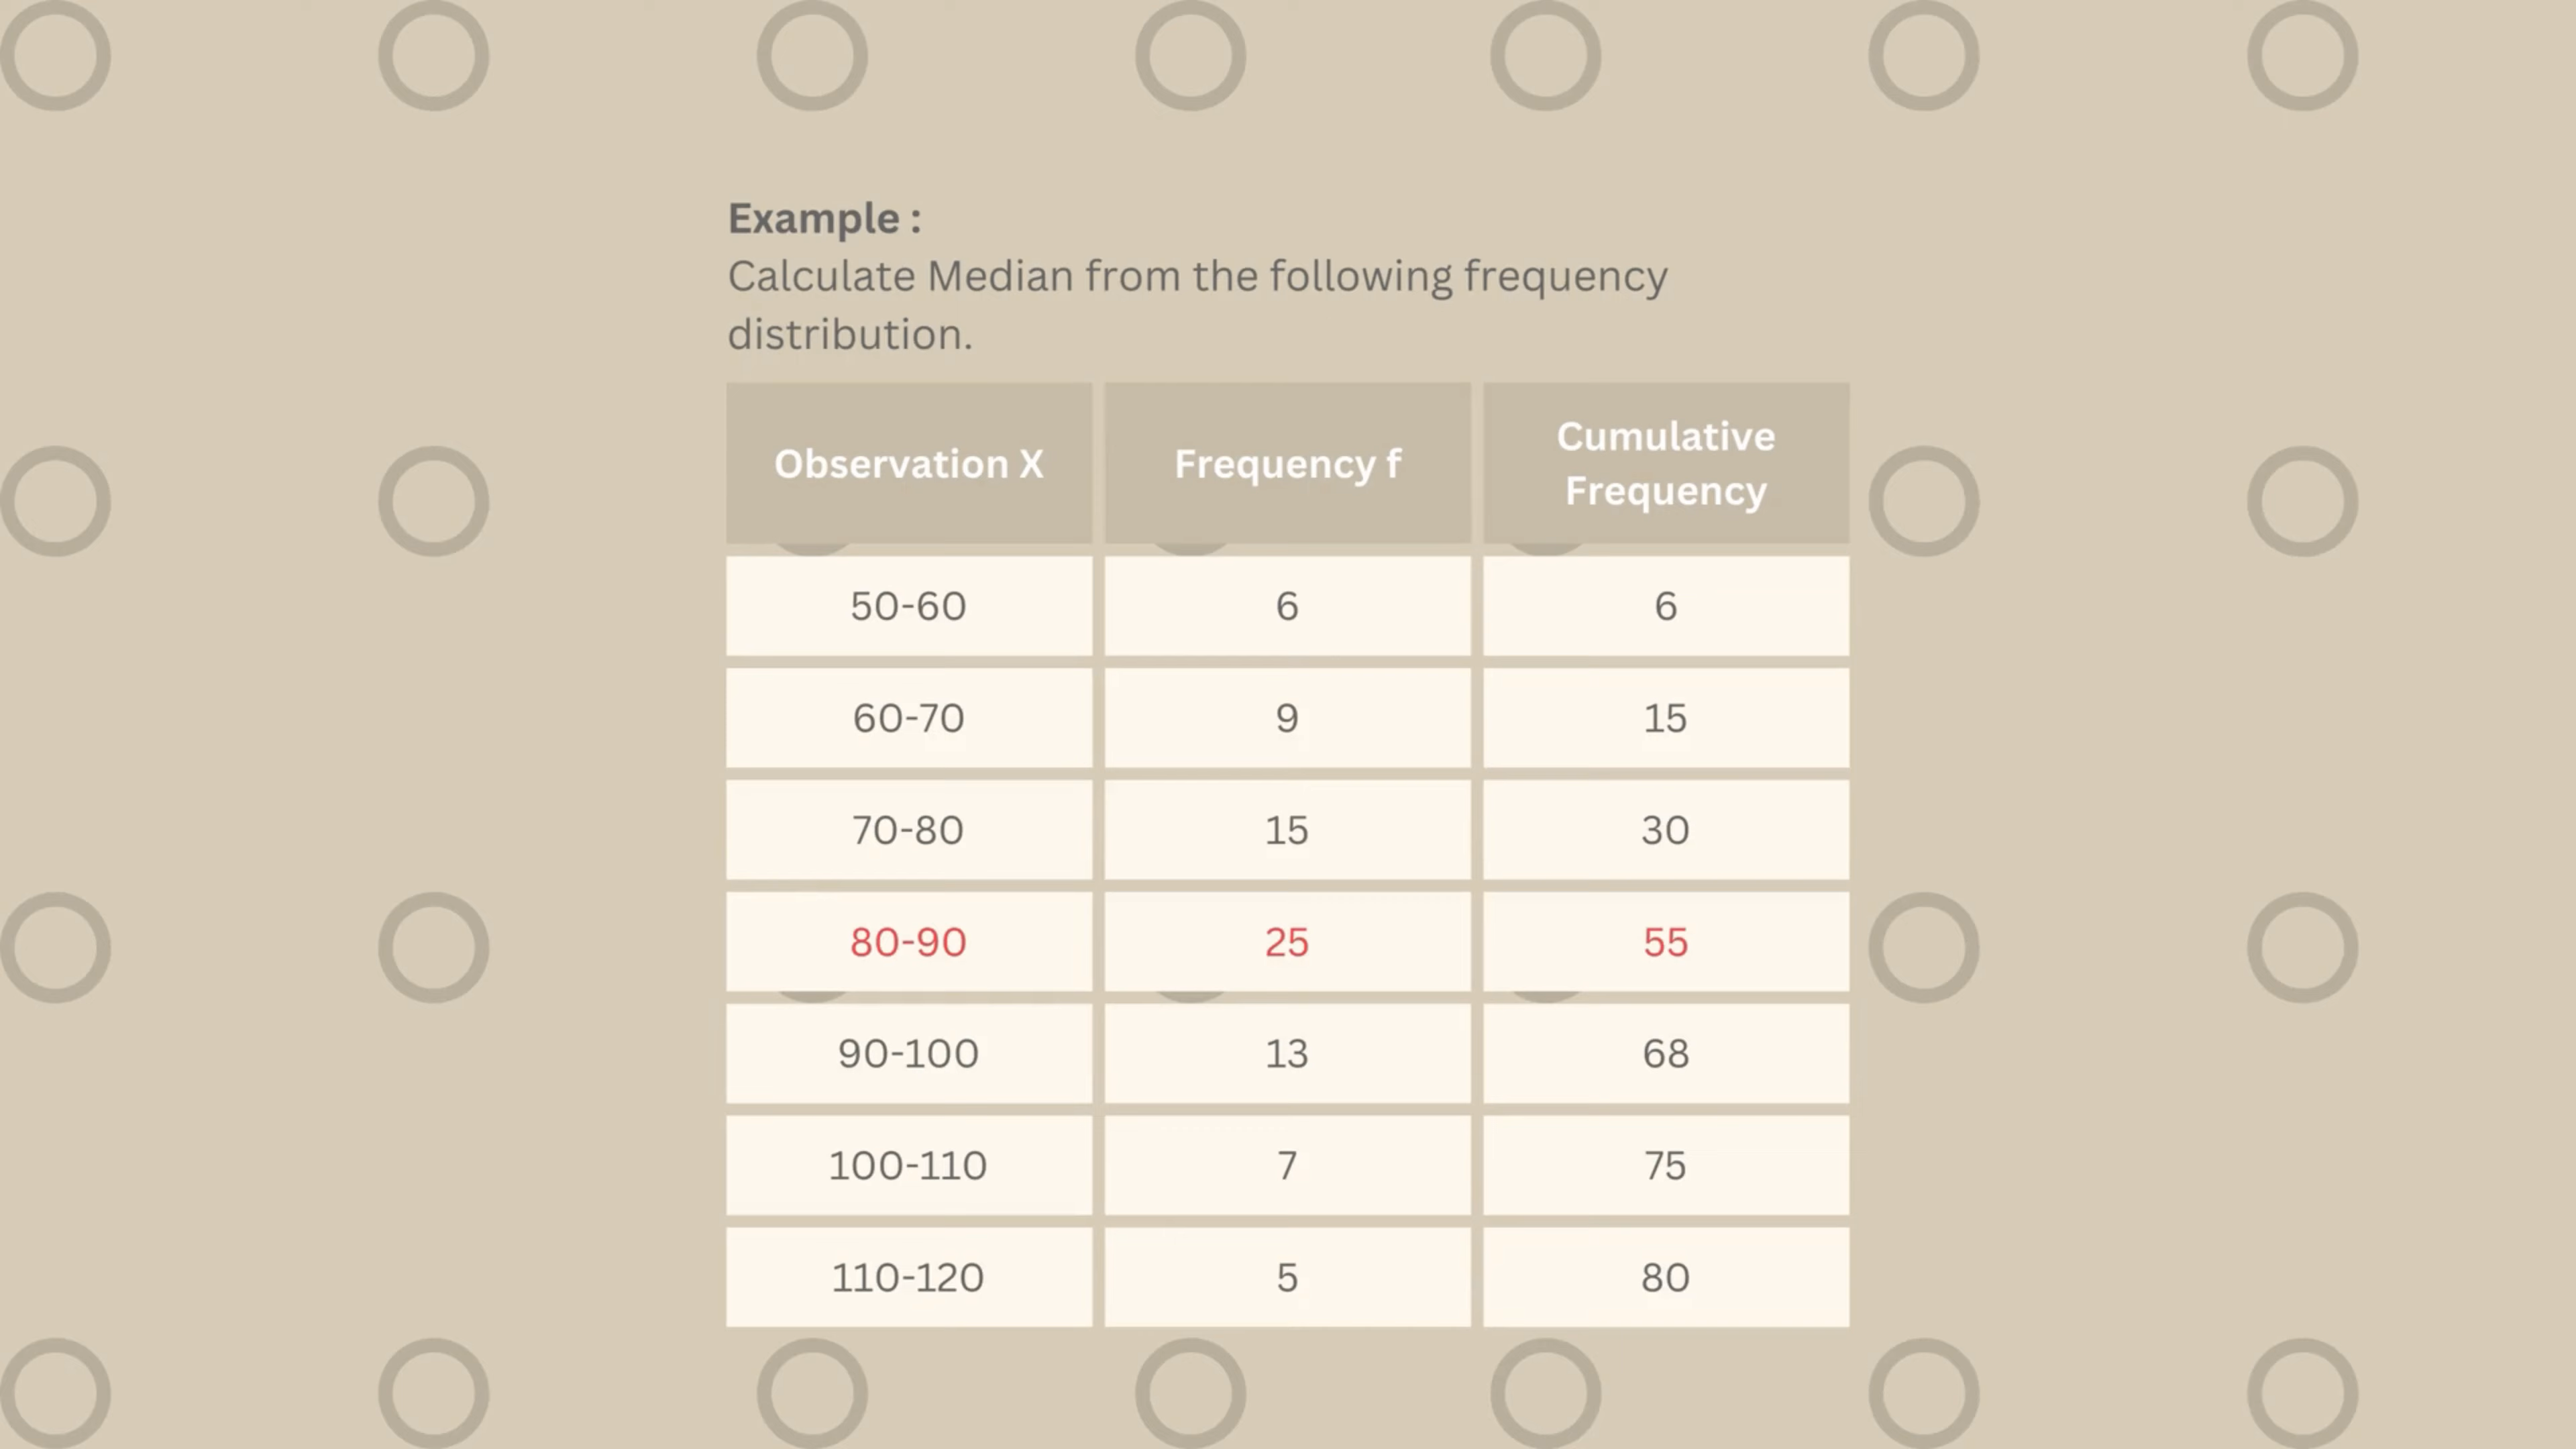 Example :
Calculate Median from the following frequency
distribution.
Observation X Frequency f Cumulative Frequency
50-60 6 6
60-70 9 15
70-80 15 30
80-90 25 55
90-100 13 68
100-110 7 75
110-120 5 80